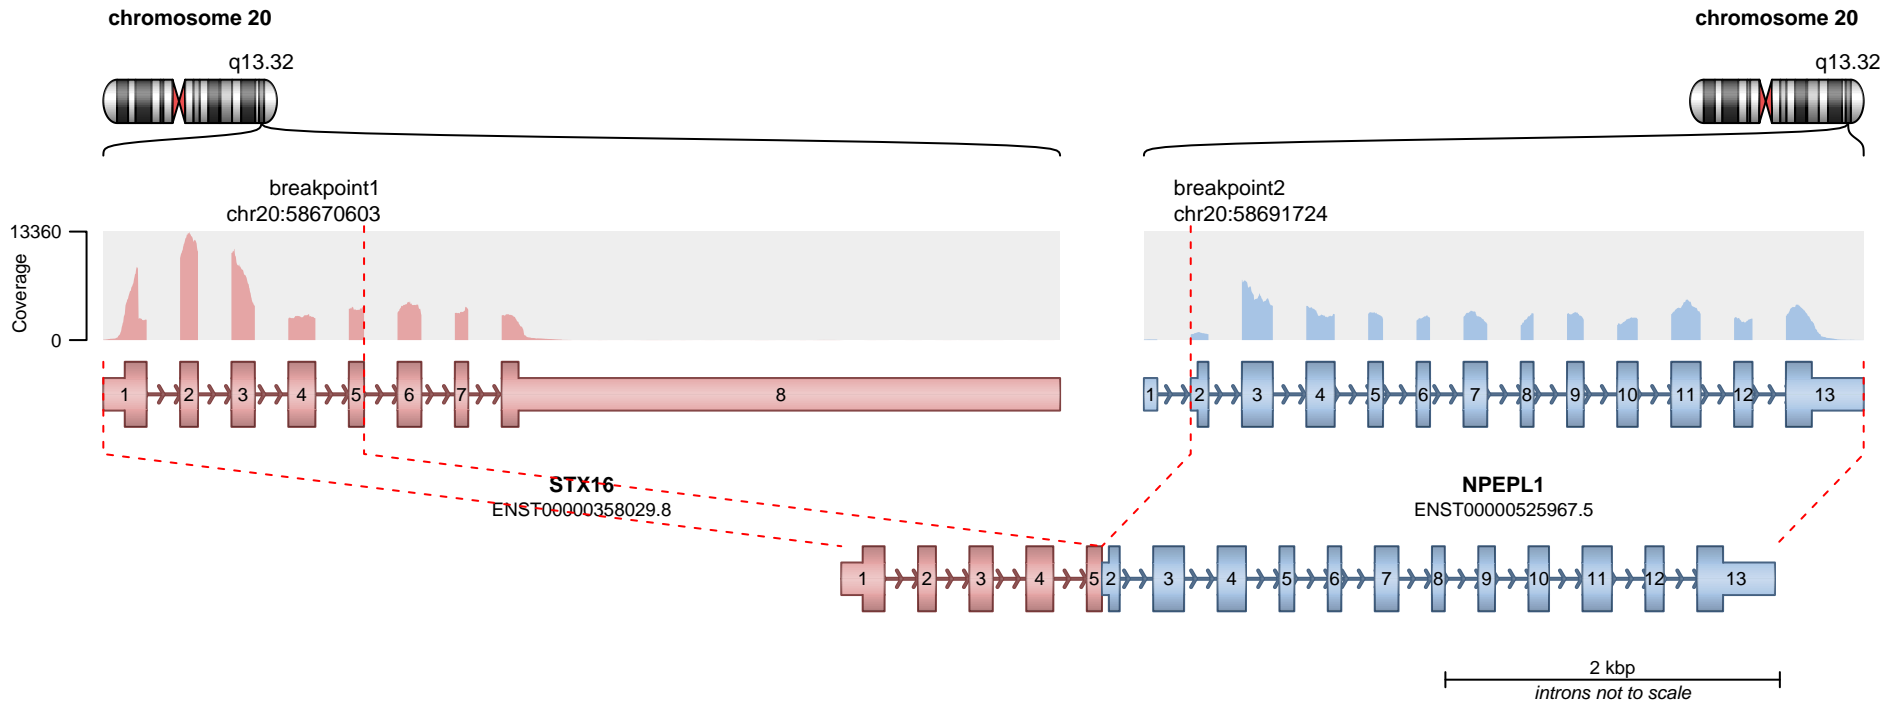 chromosome 20
chromosome 20
q13.32
q13.32
breakpoint1
chr20:58670603
breakpoint2
chr20:58691724
13360
Coverage
0
1 2 3 4 5 6 7 8
1 2 3 4 5 6 7 8 9 10 11 12 13
STX16
ENST00000358029.8
NPEPL1
ENST00000525967.5
1 2 3 4 5 2 3 4 5 6 7 8 9 10 11 12 13
2 kbp
introns not to scale